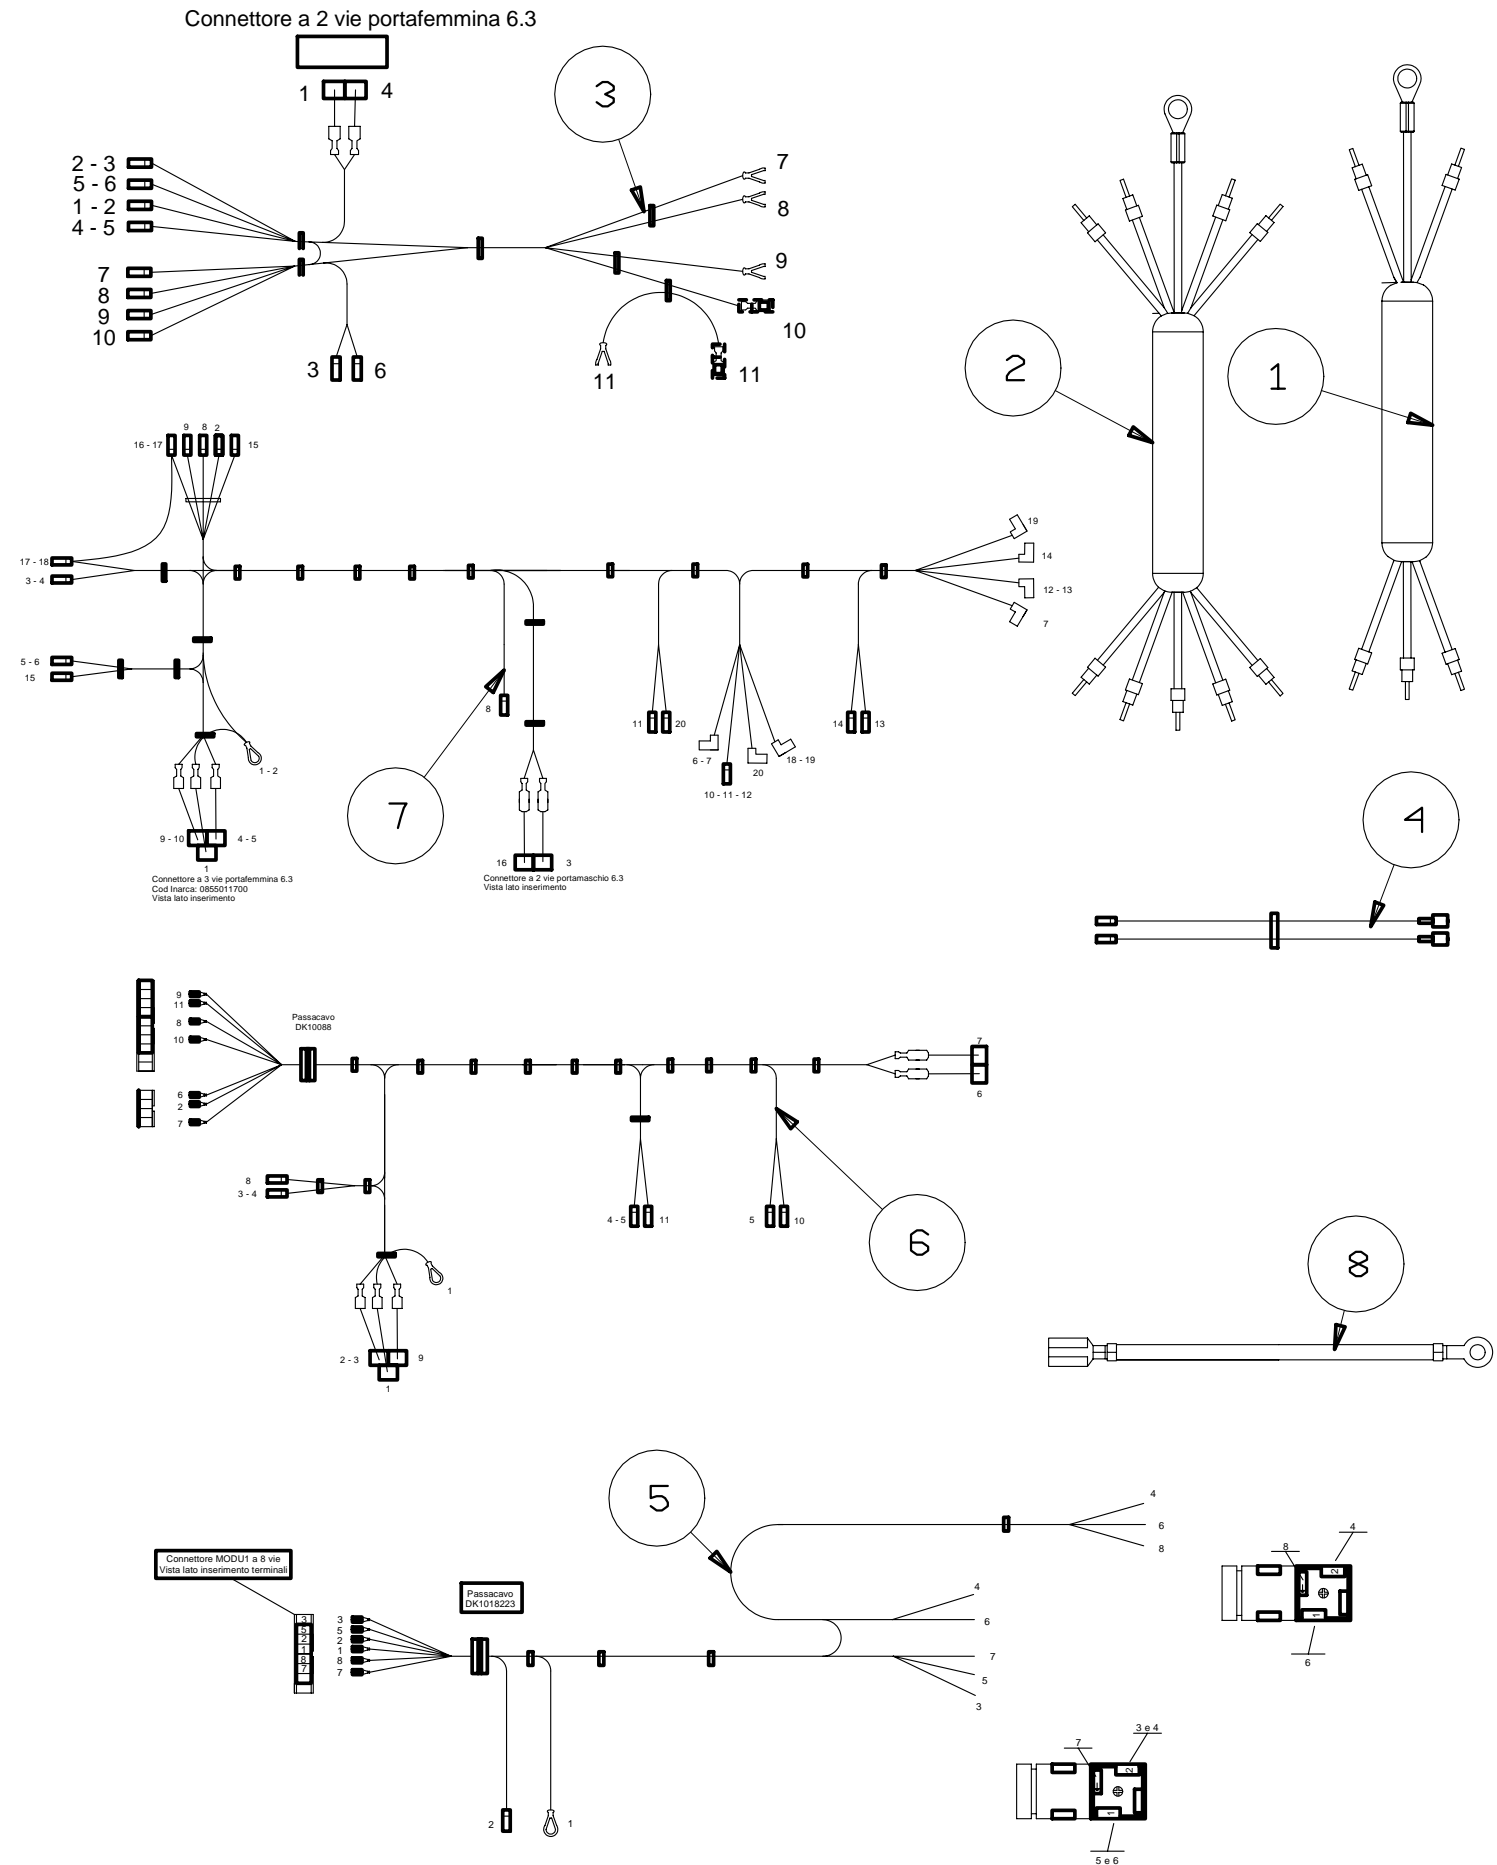 Connettore a 2 vie portafemmina 6.3
1 4
3
2 - 3
5 - 6
1 - 2
4 - 5
7
8
9
10
3 6
7
8
9
10
11 11
2
1
16 - 17 9 8 2 15
17 - 18
3 - 4
5 - 6
15
1 - 2
9 - 10 4 - 5
1
Connettore a 3 vie portafemmina 6.3
Cod Inarca: 0855011700
Vista lato inserimento
7
8
16 3
Connettore a 2 vie portamaschio 6.3
Vista lato inserimento
11 20
6 - 7
20
18 - 19
10 - 11 - 12
14 13
19
14
12 - 13
7
4
9
11
8
10
6
2
7
Passacavo
DK10088
8
3 - 4
1
2 - 3 9
1
4 - 5 11
5 10
7
6
6
8
5
Connettore MODU1 a 8 vie
Vista lato inserimento terminali
Passacavo
DK1018223
3
5
2
1
8
7
3
5
2
1
8
7
2 1
4
6
8
4
6
7
5
3
8 4
2
1
6
7 3 e 4
2
1
5 e 6